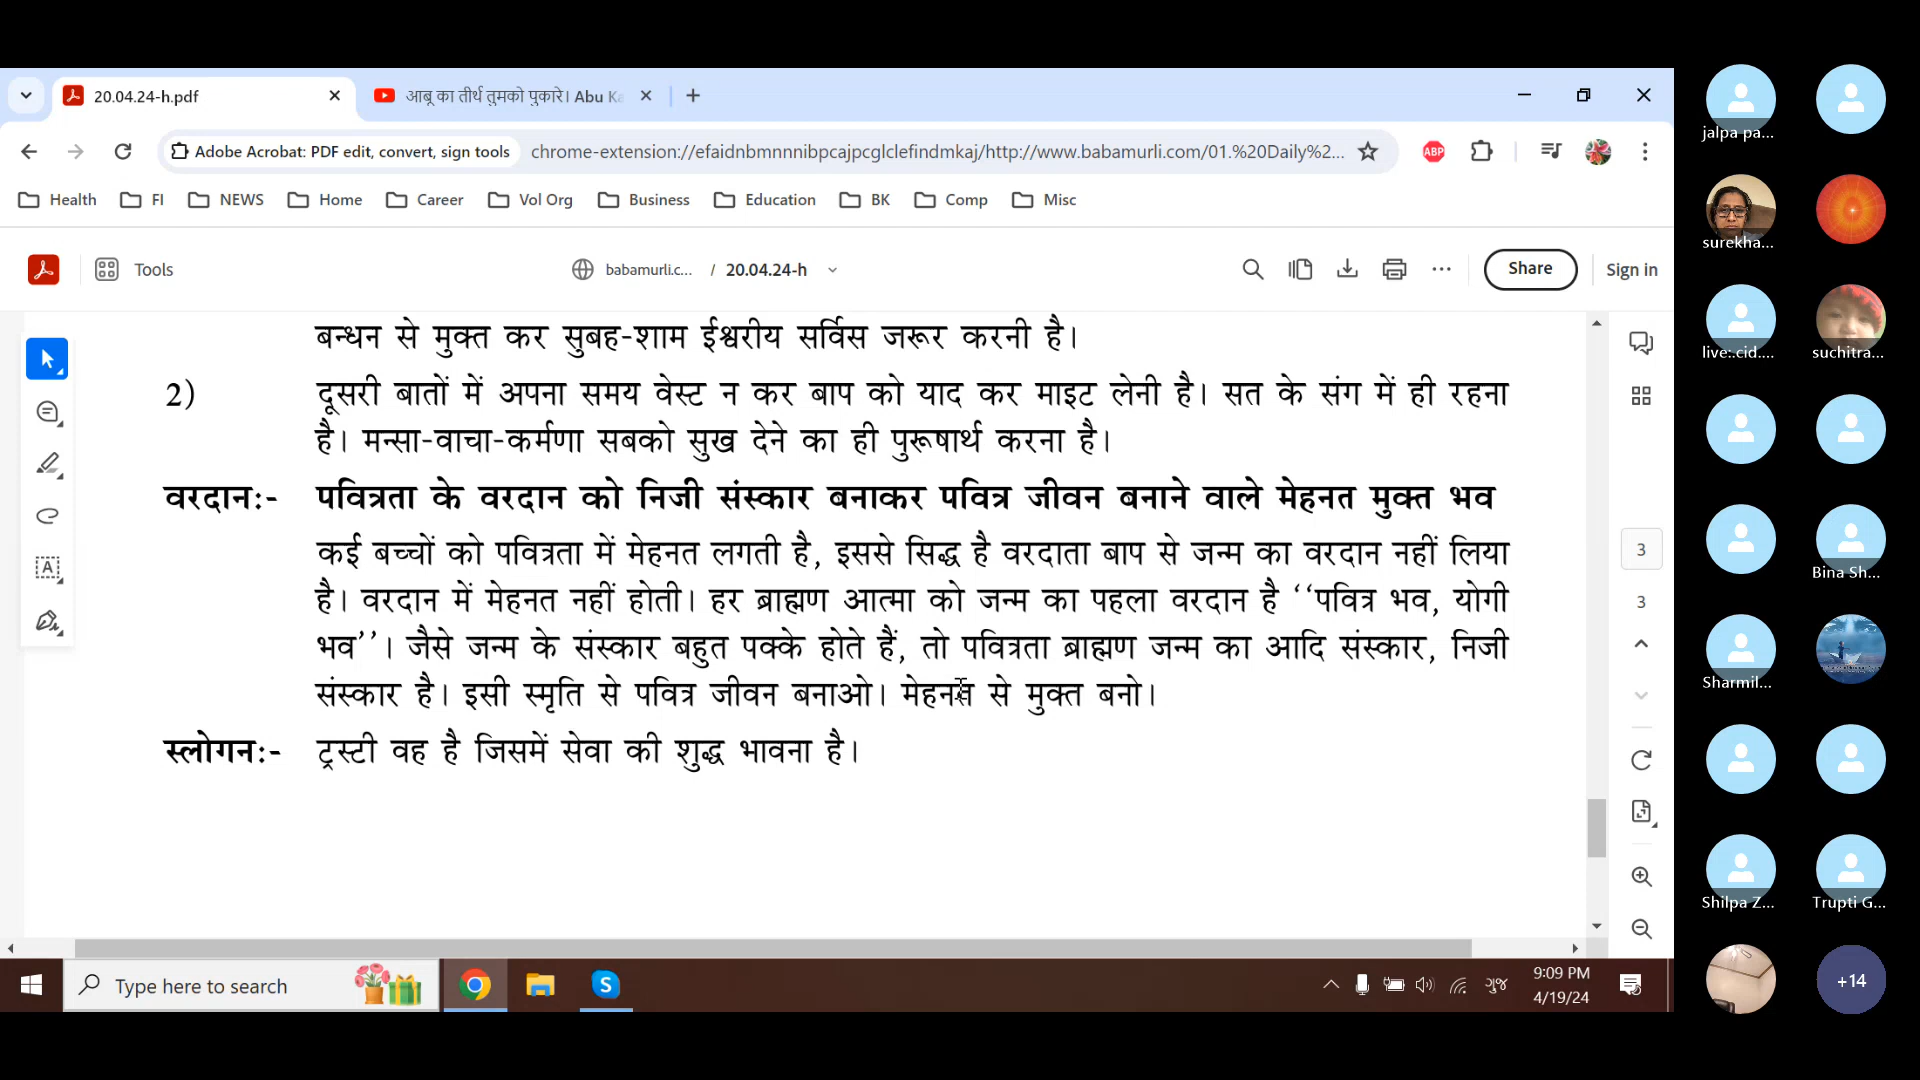 20.04.24-h.pdf
आबू का तीर्थ तुमको पुकारे। Abu Ka
Adobe Acrobat: PDF edit, convert, sign tools
chrome-extension://efaidnbmnnnibpcajpcglclefindmkaj/http://www.babamurli.com/01.%20Daily%2...
ABP
Health
FI
NEWS
Home
Career
Vol Org
Business
Education
BK
Comp
Misc
Tools
babamurli.c... / 20.04.24-h
Share
Sign in
बन्धन से मुक्त कर सुबह-शाम ईश्वरीय सर्विस जरूर करनी है।
2) दूसरी बातों में अपना समय वेस्ट न कर बाप को याद कर माइट लेनी है। सत के संग में ही रहना
है। मन्सा-वाचा-कर्मणा सबको सुख देने का ही पुरूषार्थ करना है।
वरदान:- पवित्रता के वरदान को निजी संस्कार बनाकर पवित्र जीवन बनाने वाले मेहनत मुक्त भव
कई बच्चों को पवित्रता में मेहनत लगती है, इससे सिद्ध है वरदाता बाप से जन्म का वरदान नहीं लिया
है। वरदान में मेहनत नहीं होती। हर ब्राह्मण आत्मा को जन्म का पहला वरदान है ‘‘पवित्र भव, योगी
भव’’। जैसे जन्म के संस्कार बहुत पक्के होते हैं, तो पवित्रता ब्राह्मण जन्म का आदि संस्कार, निजी
संस्कार है। इसी स्मृति से पवित्र जीवन बनाओ। मेहनत से मुक्त बनो।
स्लोगन:- ट्रस्टी वह है जिसमें सेवा की शुद्ध भावना है।
3
3
Type here to search
ગુજ
9:09 PM
4/19/24
jalpa pa...
surekha...
live:.cid....
suchitra...
Bina Sh...
Sharmil...
Shilpa Z...
Trupti G...
+14